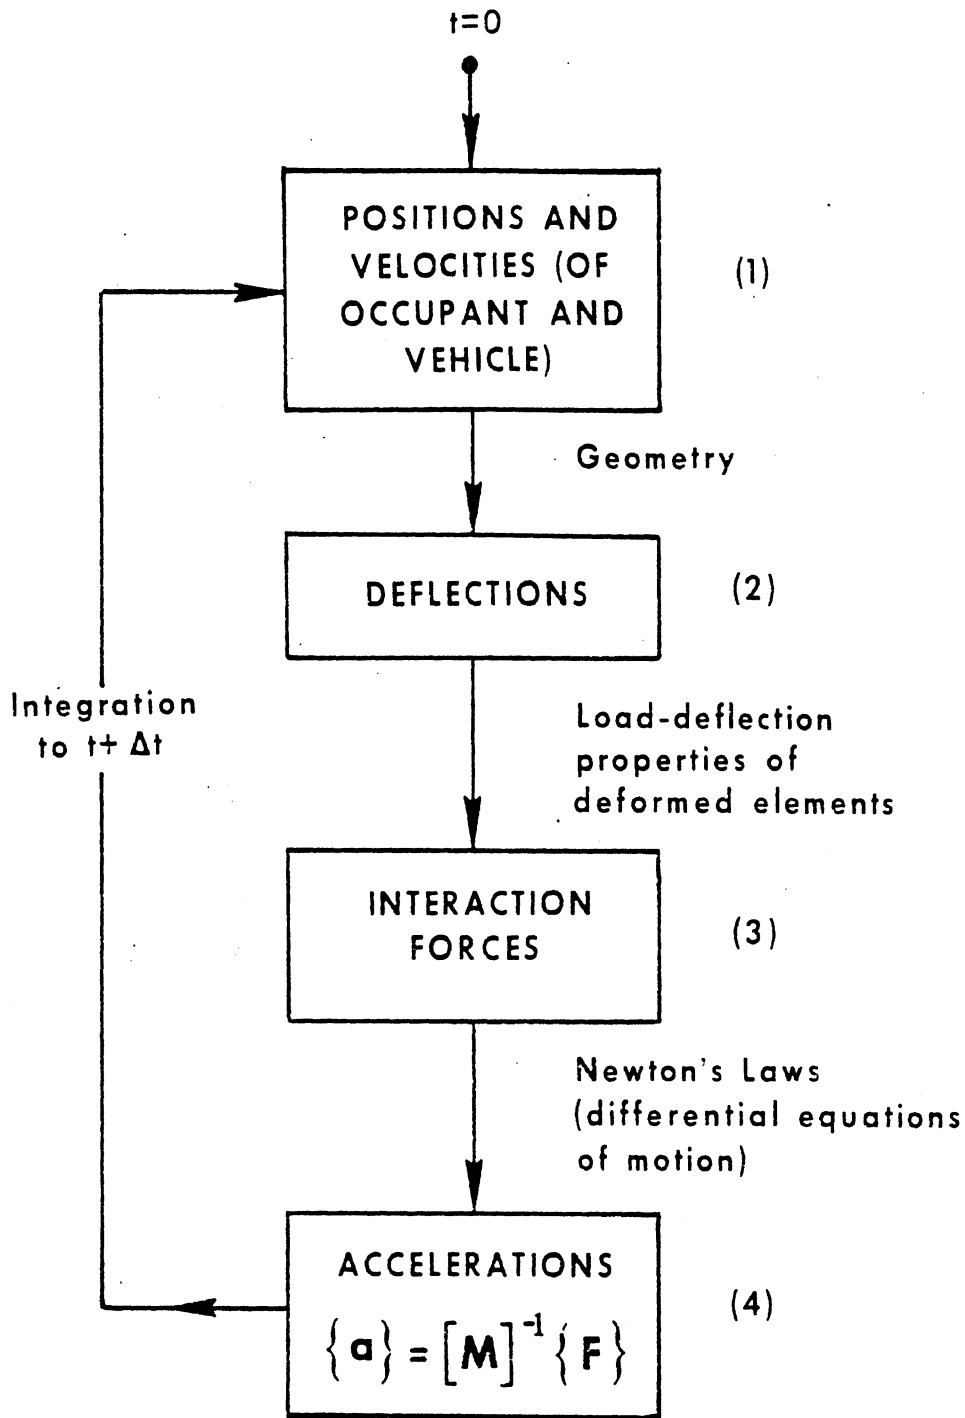 t=0
POSITIONS AND
VELOCITIES (OF
OCCUPANT AND
VEHICLE)
(1)
Geometry
DEFLECTIONS
(2)
Integration
to t+ Δt
Load-deflection
properties of
deformed elements
INTERACTION
FORCES
(3)
Newton's Laws
(differential equations
of motion)
ACCELERATIONS
{a} = [M]⁻¹ {F}
(4)